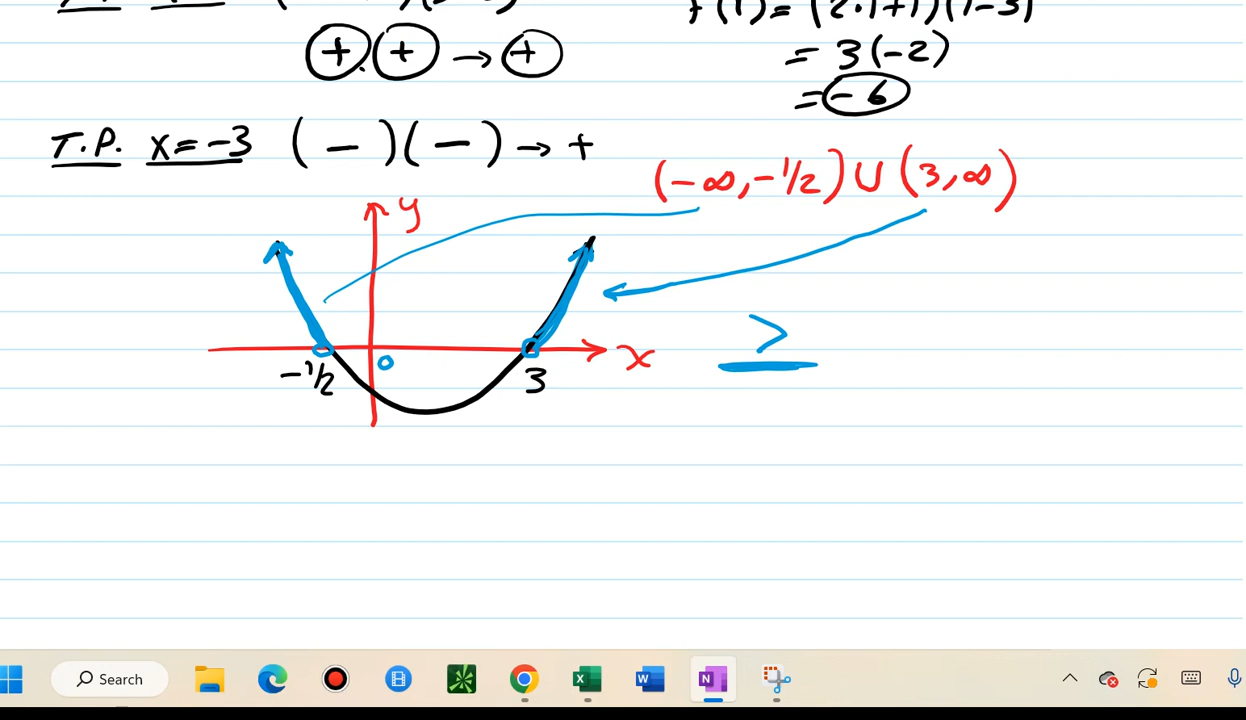 f(1) = (2·1+1)(1-3)
(+)(+) → (+)
= 3(-2)
= -6
T.P. x = -3 ( - )( - ) → +
(-∞, -1/2) ∪ (3, ∞)
y
>
-1/2
0
3
x
Search